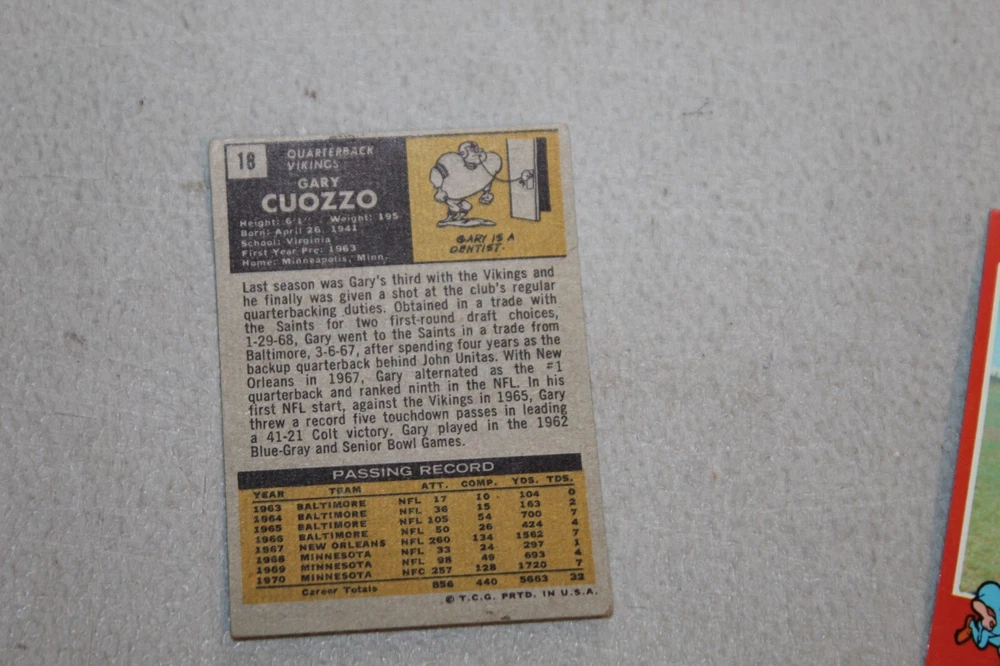 18
QUARTERBACK
VIKINGS
GARY
CUOZZO
Height: 6'1" Weight: 195
Born: April 26, 1941
School: Virginia
First Year Pro: 1963
Home: Minneapolis, Minn.
GARY IS A
DENTIST.
Last season was Gary's third with the Vikings and
he finally was given a shot at the club's regular
quarterbacking duties. Obtained in a trade with
the Saints for two first-round draft choices,
1-29-68, Gary went to the Saints in a trade from
Baltimore, 3-6-67, after spending four years as the
backup quarterback behind John Unitas. With New
Orleans in 1967, Gary alternated as the #1
quarterback and ranked ninth in the NFL. In his
first NFL start, against the Vikings in 1965, Gary
threw a record five touchdown passes in leading
a 41-21 Colt victory. Gary played in the 1962
Blue-Gray and Senior Bowl Games.
PASSING RECORD
YEAR TEAM ATT. COMP. YDS. TDS.
1963 BALTIMORE NFL 17 10 104 0
1964 BALTIMORE NFL 36 15 163 2
1965 BALTIMORE NFL 105 54 700 7
1966 BALTIMORE NFL 50 26 424 4
1967 NEW ORLEANS NFL 260 134 1562 7
1968 MINNESOTA NFL 33 24 297 1
1969 MINNESOTA NFL 98 49 693 4
1970 MINNESOTA NFC 257 128 1720 7
Career Totals 856 440 5663 32
© T.C.G. PRTD. IN U.S.A.